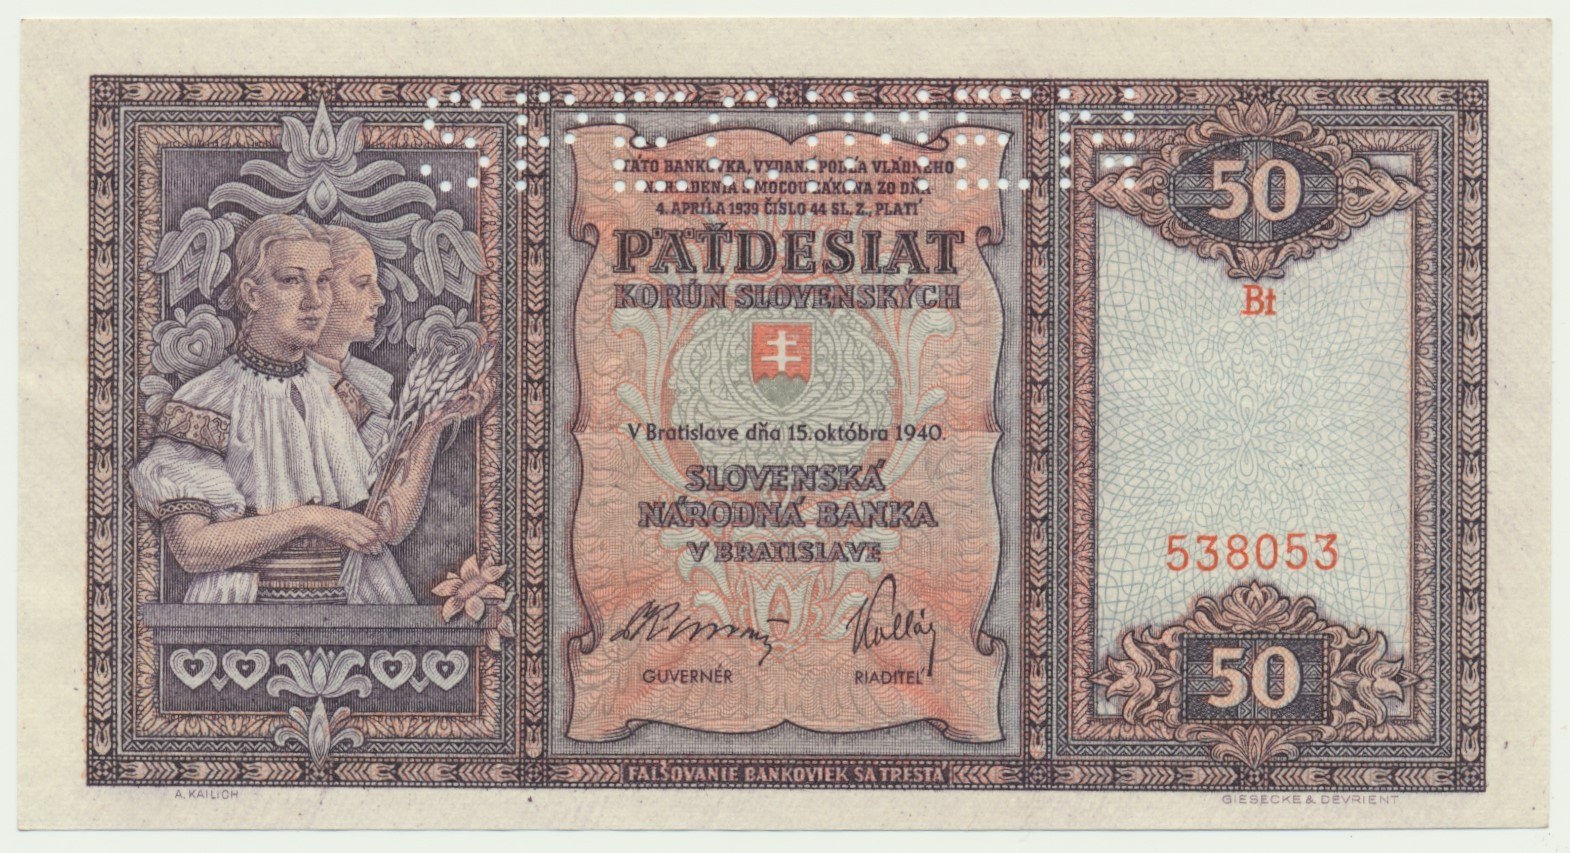 SPECIMEN
TÁTO BANKOVKA, VYDANÁ PODĽA VLÁDNEHO
NARIADENIA S MOCOU ZÁKONA ZO DŇA
4. APRÍLA 1939 ČÍSLO 44 SL. Z., PLATÍ
PÄŤDESIAT
KORÚN SLOVENSKÝCH
V Bratislave dňa 15. októbra 1940.
SLOVENSKÁ
NÁRODNÁ BANKA
V BRATISLAVE
GUVERNÉR
RIADITEĽ
FALŠOVANIE BANKOVIEK SA TRESTÁ
50
Bt
538053
50
A. KAILICH
GIESECKE & DEVRIENT